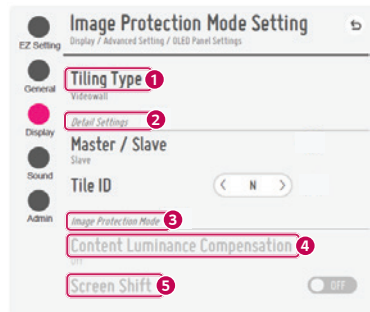 Image Protection Mode Setting
Display / Advanced Setting / OLED Panel Settings
EZ Setting
General
Display
Sound
Admin
Tiling Type 1
Videowall
Detail Settings 2
Master / Slave
Slave
Tile ID
< N >
Image Protection Mode 3
Content Luminance Compensation 4
Off
Screen Shift 5
OFF